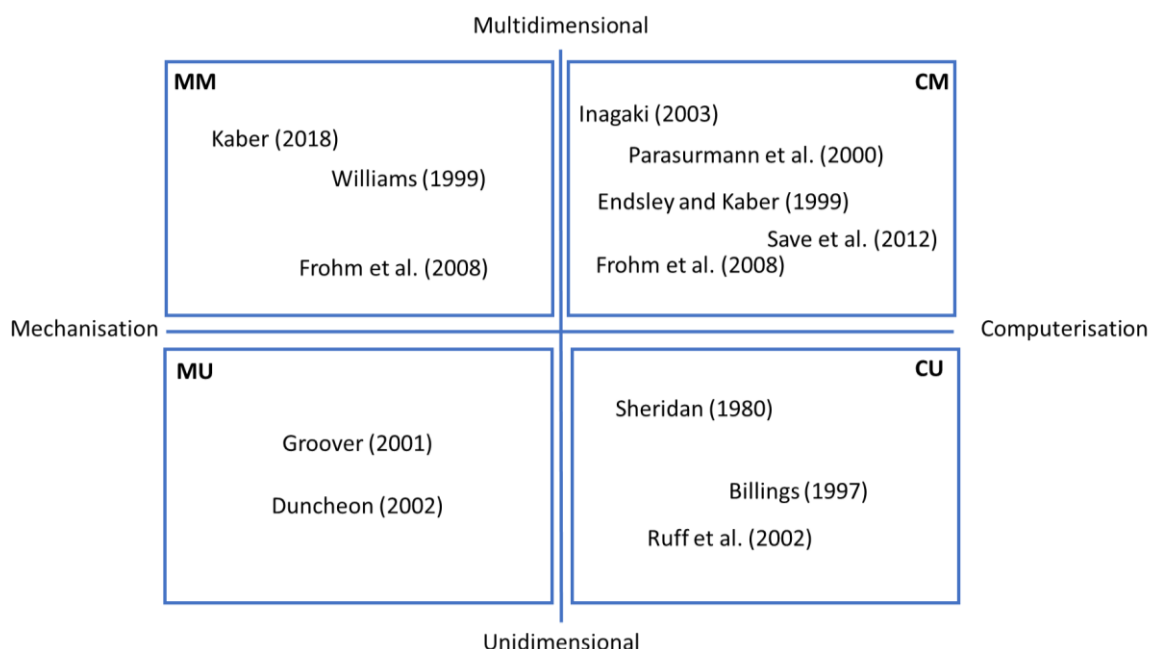 Multidimensional
MM
Kaber (2018)
Williams (1999)
Frohm et al. (2008)
CM
Inagaki (2003)
Parasurmann et al. (2000)
Endsley and Kaber (1999)
Save et al. (2012)
Frohm et al. (2008)
Mechanisation
Computerisation
MU
Groover (2001)
Duncheon (2002)
CU
Sheridan (1980)
Billings (1997)
Ruff et al. (2002)
Unidimensional